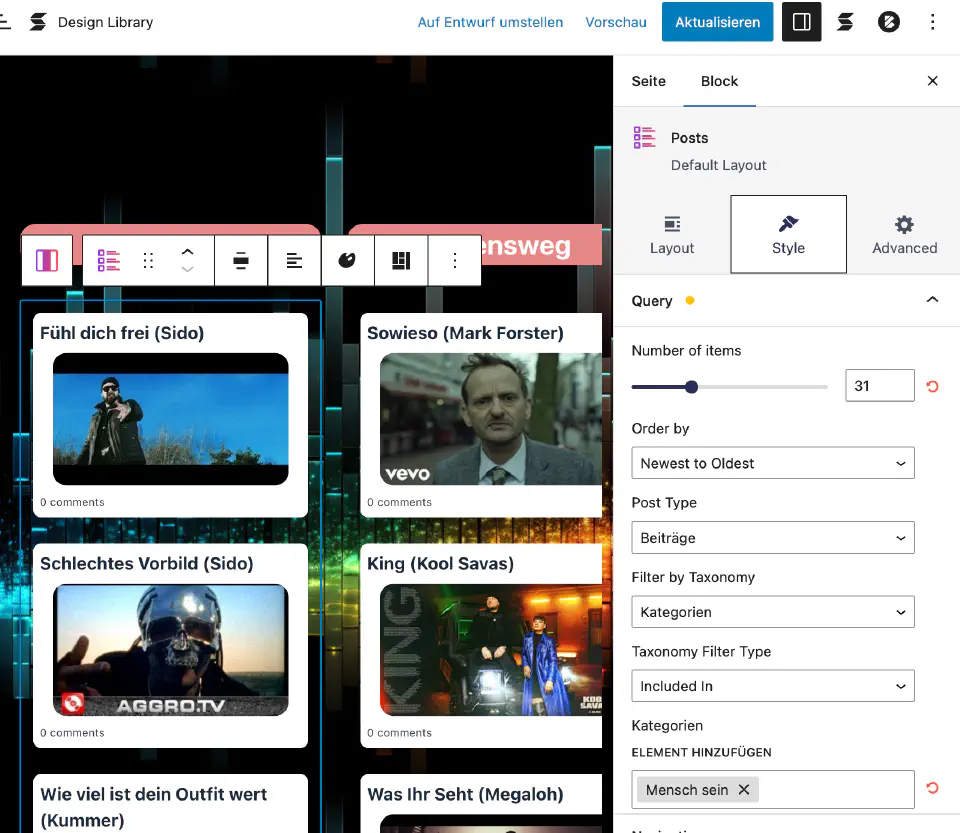 Design Library
Auf Entwurf umstellen
Vorschau
Aktualisieren
Seite
Block
Posts
Default Layout
Layout
Style
Advanced
Query
Number of items
31
Order by
Newest to Oldest
Post Type
Beiträge
Filter by Taxonomy
Kategorien
Taxonomy Filter Type
Included In
Kategorien
ELEMENT HINZUFÜGEN
Mensch sein
ensweg
Fühl dich frei (Sido)
0 comments
Sowieso (Mark Forster)
vevo
0 comments
Schlechtes Vorbild (Sido)
AGGRO.TV
0 comments
King (Kool Savas)
KING
KOOL
SAVAS
0 comments
Wie viel ist dein Outfit wert
(Kummer)
Was Ihr Seht (Megaloh)